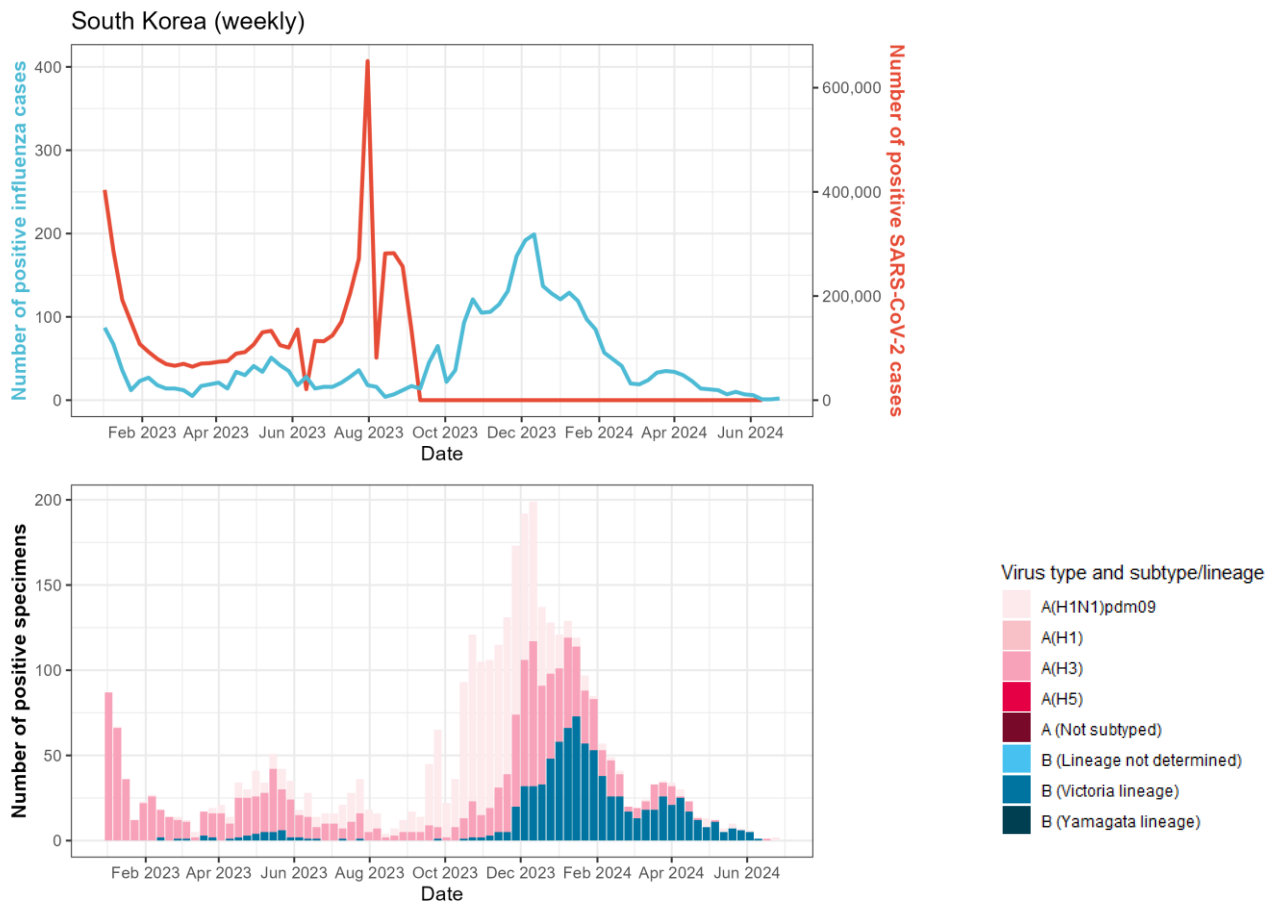 South Korea (weekly)
Number of positive influenza cases
400
300
200
100
0
600,000
400,000
200,000
0
Number of positive SARS-CoV-2 cases
Feb 2023 Apr 2023 Jun 2023 Aug 2023 Oct 2023 Dec 2023 Feb 2024 Apr 2024 Jun 2024
Date
Number of positive specimens
200
150
100
50
0
Feb 2023 Apr 2023 Jun 2023 Aug 2023 Oct 2023 Dec 2023 Feb 2024 Apr 2024 Jun 2024
Date
Virus type and subtype/lineage
A(H1N1)pdm09
A(H1)
A(H3)
A(H5)
A (Not subtyped)
B (Lineage not determined)
B (Victoria lineage)
B (Yamagata lineage)